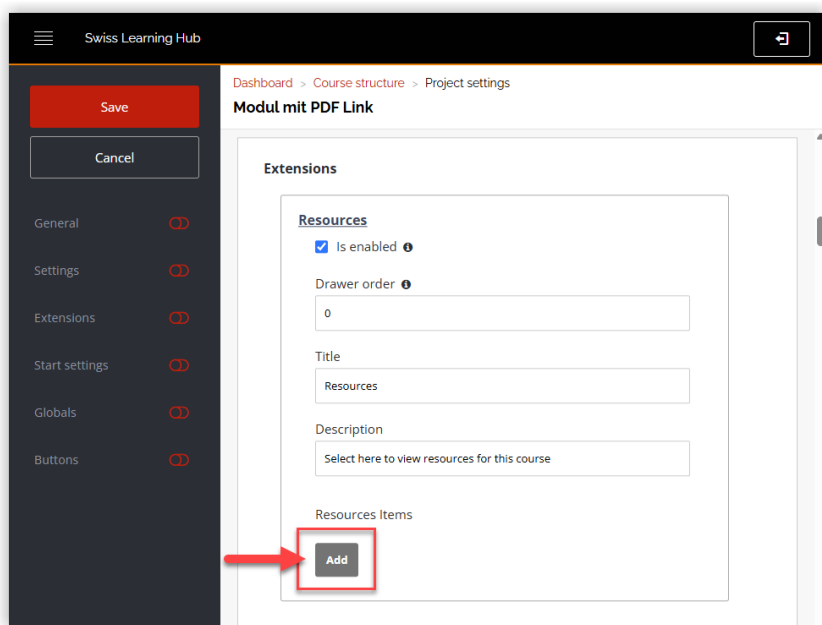 Swiss Learning Hub
Save
Cancel
General
Settings
Extensions
Start settings
Globals
Buttons
Dashboard > Course structure > Project settings
Modul mit PDF Link
Extensions
Resources
Is enabled
Drawer order
0
Title
Resources
Description
Select here to view resources for this course
Resources Items
Add